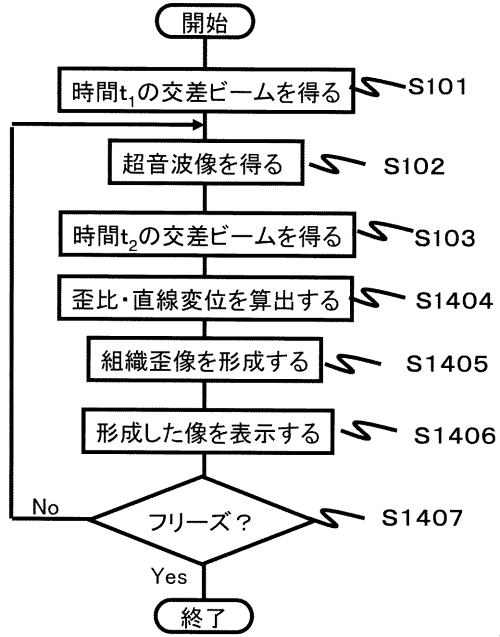 開始
時間t₁の交差ビームを得る S101
超音波像を得る S102
時間t₂の交差ビームを得る S103
歪比・直線変位を算出する S1404
組織歪像を形成する S1405
形成した像を表示する S1406
フリーズ？ S1407
No
Yes
終了